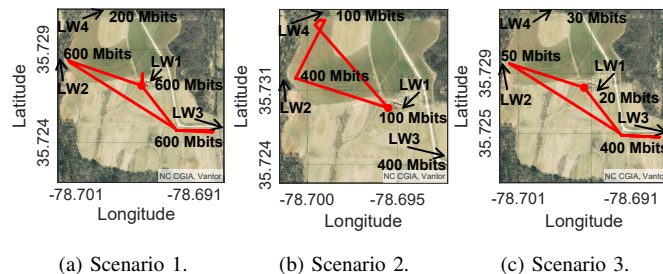 200 Mbits
LW4
600 Mbits
LW1
600 Mbits
LW2
LW3
600 Mbits
NC CGIA, Vantor
35.729
35.724
Latitude
-78.701
-78.691
Longitude
(a) Scenario 1.
100 Mbits
LW4
400 Mbits
LW1
LW2
100 Mbits
LW3
400 Mbits
NC CGIA, Vantor
35.731
35.724
Latitude
-78.700
-78.695
Longitude
(b) Scenario 2.
30 Mbits
LW4
50 Mbits
LW1
LW2
20 Mbits
LW3
400 Mbits
NC CGIA, Vantor
35.729
35.725
Latitude
-78.701
-78.691
Longitude
(c) Scenario 3.